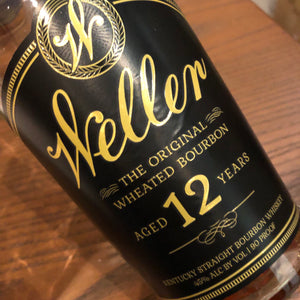 W
Weller
THE ORIGINAL
WHEATED BOURBON
AGED 12 YEARS
KENTUCKY STRAIGHT BOURBON WHISKEY
45% ALC BY VOL | 90 PROOF